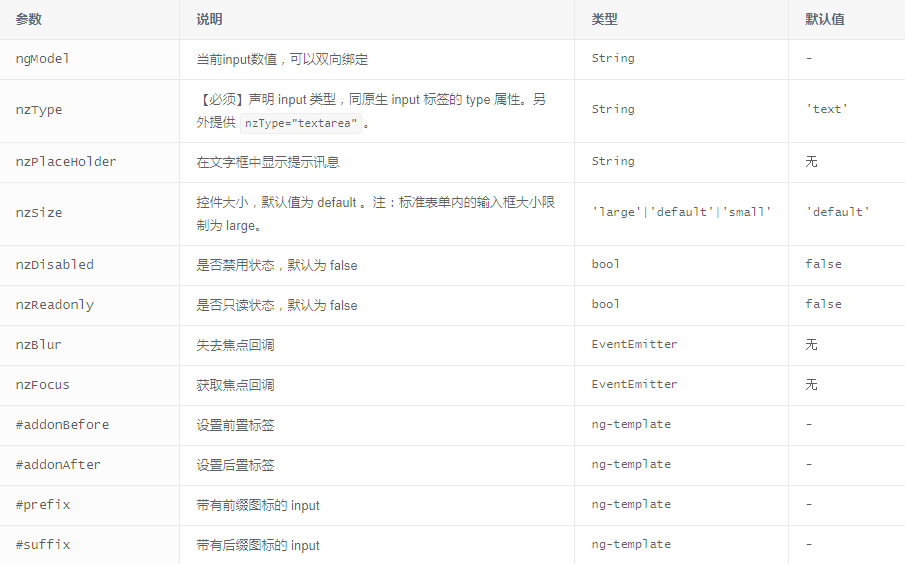 参数 说明 类型 默认值
ngModel 当前input数值，可以双向绑定 String -
nzType 【必须】声明 input 类型，同原生 input 标签的 type 属性。另
外提供 nzType="textarea" 。 String 'text'
nzPlaceHolder 在文字框中显示提示讯息 String 无
nzSize 控件大小，默认值为 default 。注：标准表单内的输入框大小限
制为 large。 'large'|'default'|'small' 'default'
nzDisabled 是否禁用状态，默认为 false bool false
nzReadonly 是否只读状态，默认为 false bool false
nzBlur 失去焦点回调 EventEmitter 无
nzFocus 获取焦点回调 EventEmitter 无
#addonBefore 设置前置标签 ng-template -
#addonAfter 设置后置标签 ng-template -
#prefix 带有前缀图标的 input ng-template -
#suffix 带有后缀图标的 input ng-template -